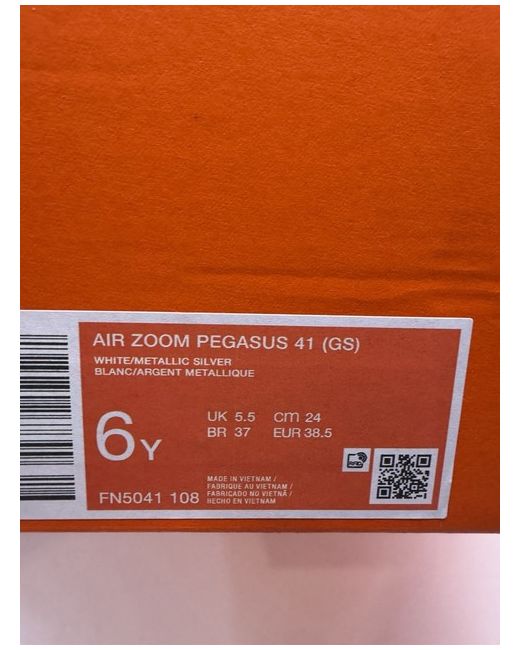 AIR ZOOM PEGASUS 41 (GS)
WHITE/METALLIC SILVER
BLANC/ARGENT METALLIQUE
6Y
UK 5.5 cm 24
BR 37 EUR 38.5
MADE IN VIETNAM /
FABRIQUE AU VIETNAM /
FABRICADO NO VIETNÃ /
HECHO EN VIETNAM
FN5041 108